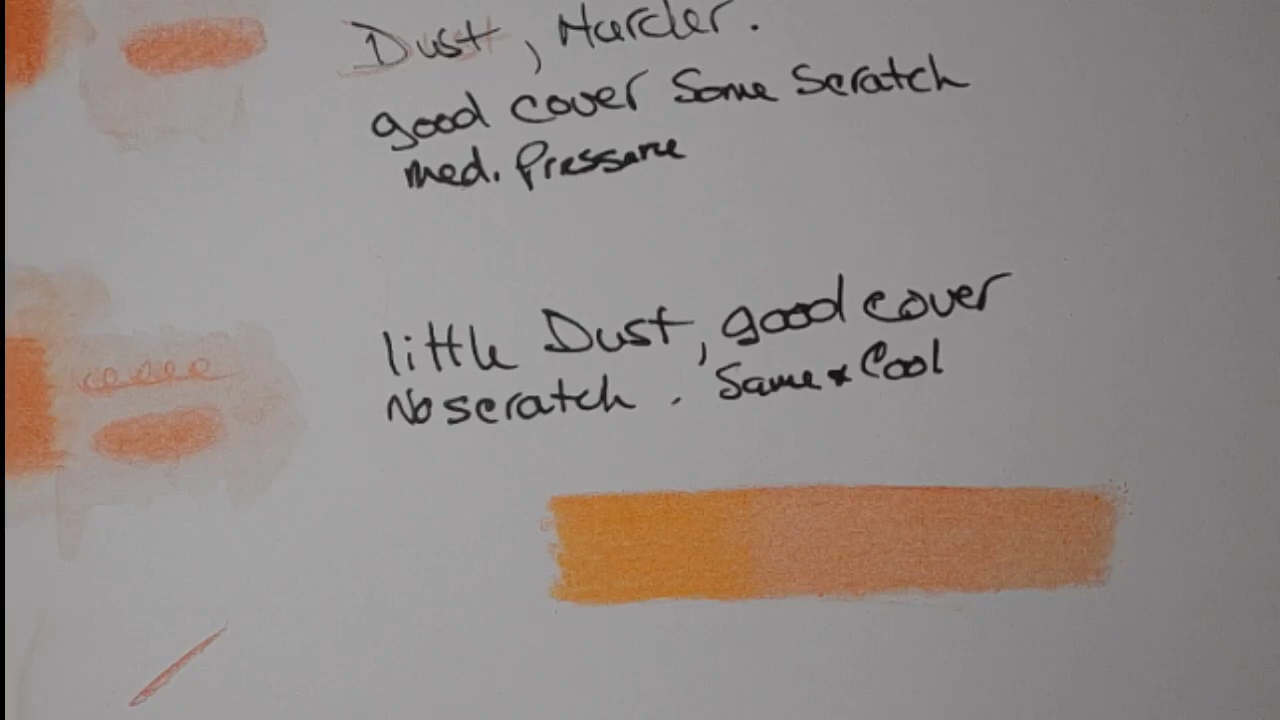 Dust, Harder.
good cover Some Scratch
med. Pressure
little Dust, good cover
No scratch. Same * Cool